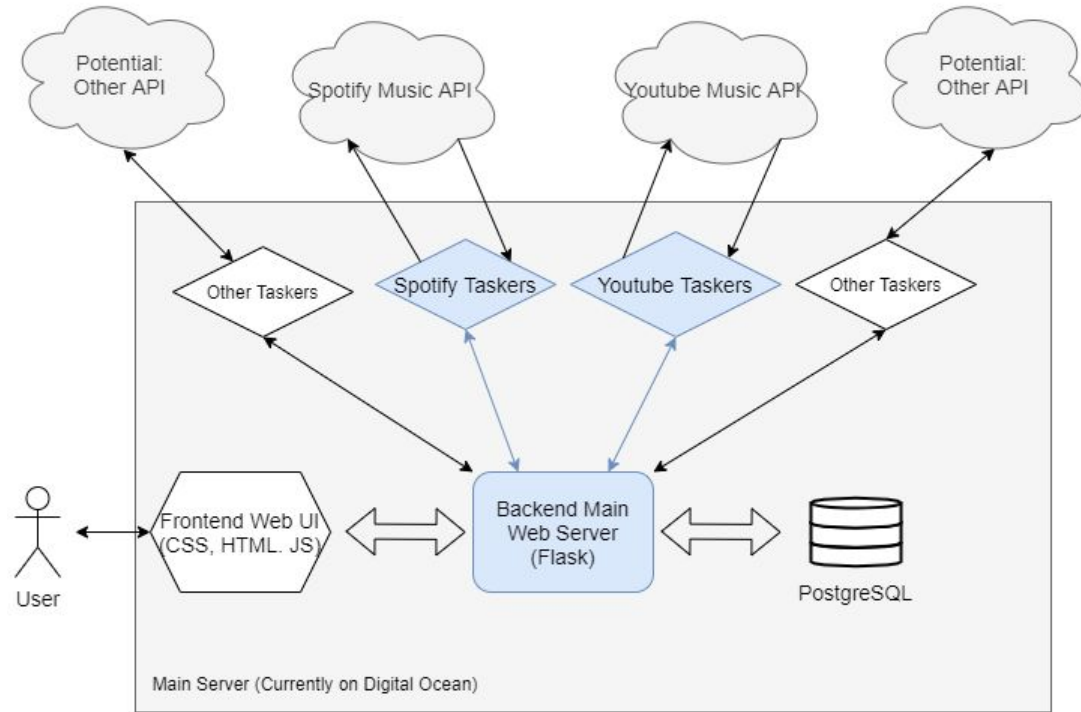 Potential:
Other API
Spotify Music API
Youtube Music API
Potential:
Other API
Other Taskers
Spotify Taskers
Youtube Taskers
Other Taskers
User
Frontend Web UI
(CSS, HTML. JS)
Backend Main
Web Server
(Flask)
PostgreSQL
Main Server (Currently on Digital Ocean)